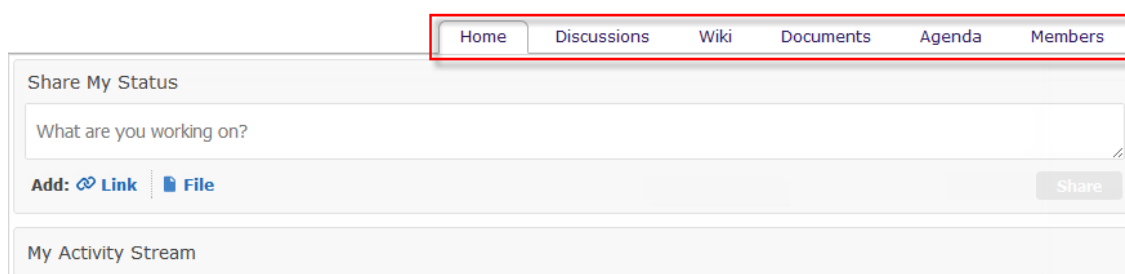 Home Discussions Wiki Documents Agenda Members
Share My Status
What are you working on?
Add: Link File Share
My Activity Stream